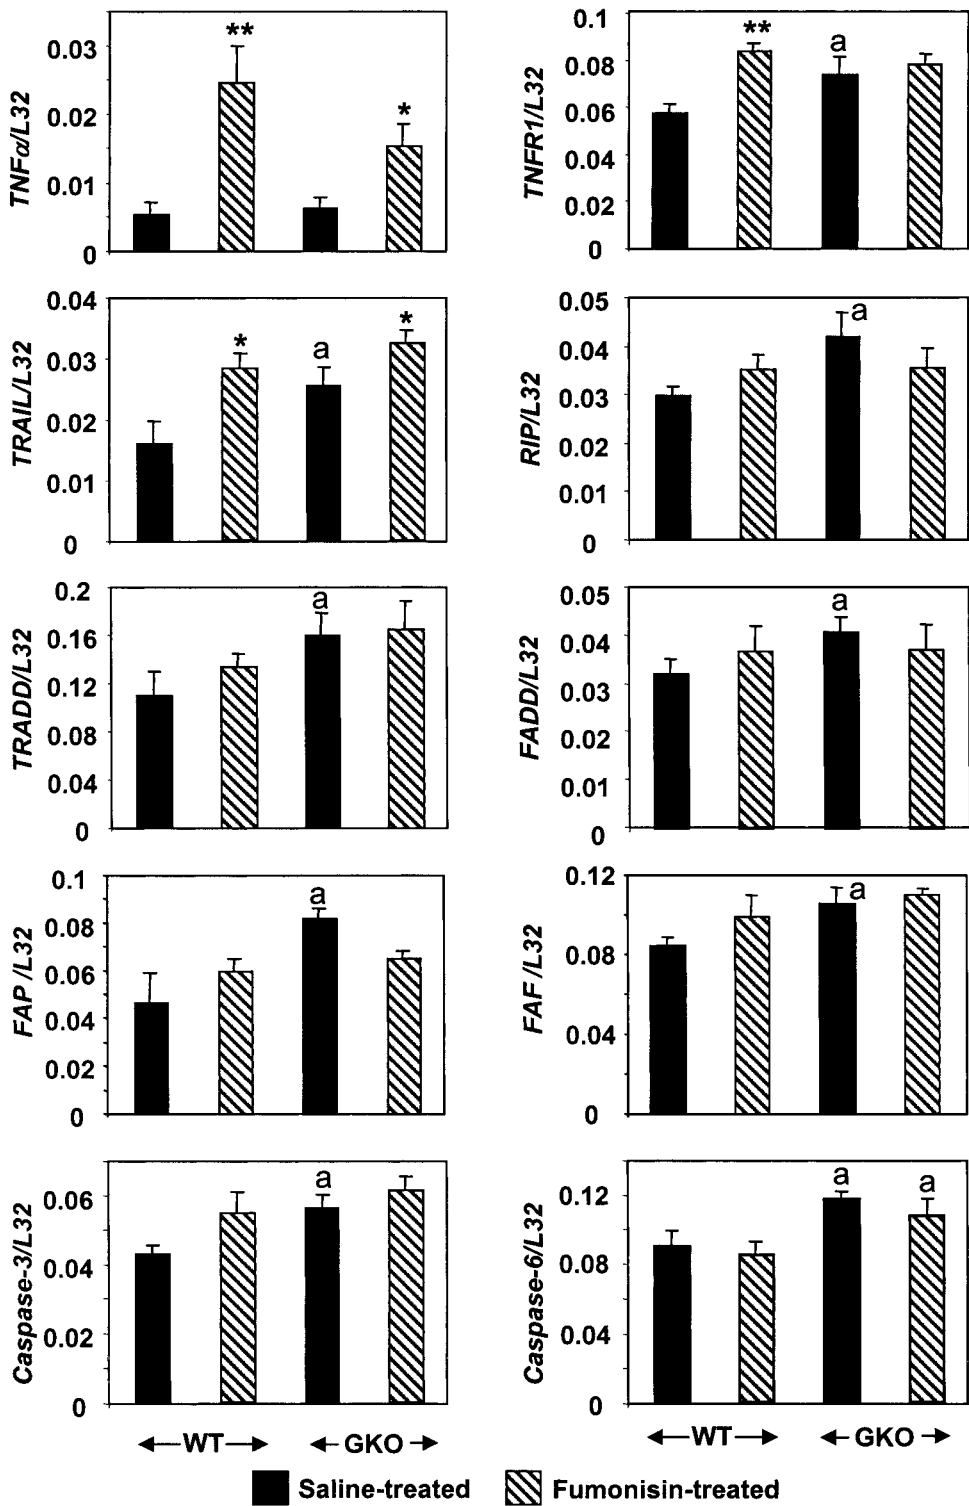 TNFα/L32
0.03
0.02
0.01
0
**
*
TNFR1/L32
0.1
0.08
0.06
0.04
0.02
0
**
a
TRAIL/L32
0.04
0.03
0.02
0.01
0
*
a
*
RIP/L32
0.05
0.04
0.03
0.01
0
a
TRADD/L32
0.2
0.16
0.12
0.08
0.04
0
a
FADD/L32
0.05
0.04
0.03
0.02
0.01
0
a
FAP /L32
0.1
0.08
0.06
0.04
0.02
0
a
FAF /L32
0.12
0.08
0.04
0
a
Caspase-3/L32
0.06
0.04
0.02
0
a
Caspase-6/L32
0.12
0.08
0.04
0
a
a
WT GKO WT GKO
Saline-treated Fumonisin-treated